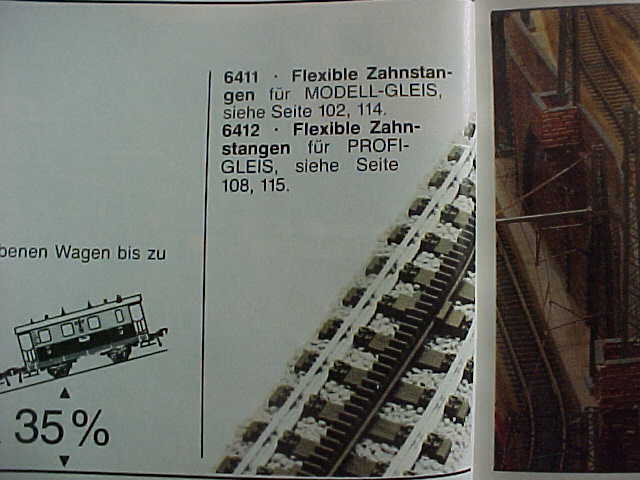 6411 · Flexible Zahnstan-
gen für MODELL-GLEIS,
siehe Seite 102, 114.
6412 · Flexible Zahn-
stangen für PROFI-
GLEIS, siehe Seite
108, 115.
benen Wagen bis zu
35%